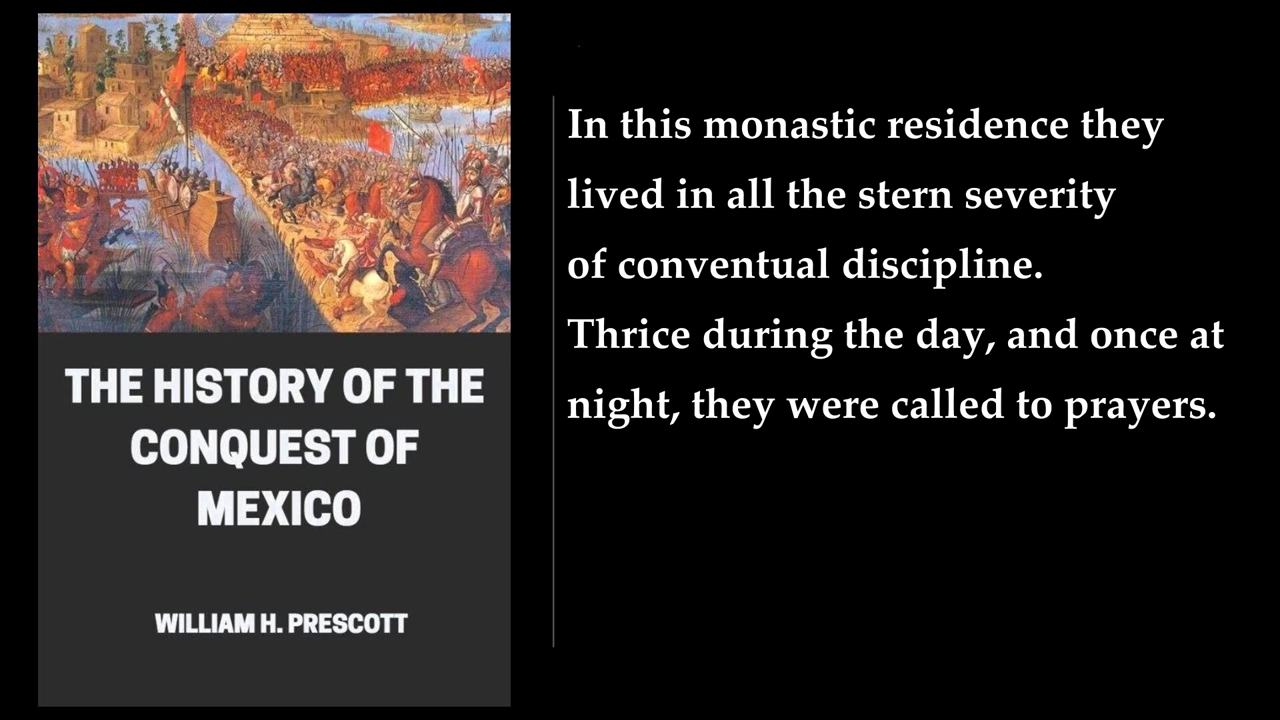 THE HISTORY OF THE
CONQUEST OF
MEXICO
WILLIAM H. PRESCOTT
In this monastic residence they
lived in all the stern severity
of conventual discipline.
Thrice during the day, and once at
night, they were called to prayers.